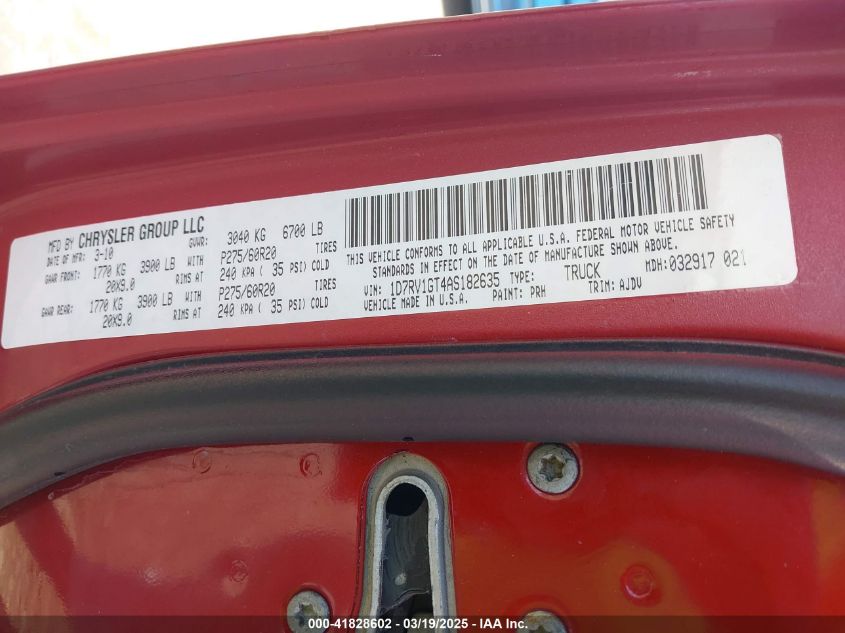 MFD BY CHRYSLER GROUP LLC
DATE OF MFR: 3-10 GVWR: 3040 KG 6700 LB
GAWR FRONT: 1770 KG 3900 LB WITH P275/60R20 TIRES
20X9.0 RIMS AT 240 KPA ( 35 PSI) COLD
GAWR REAR: 1770 KG 3900 LB WITH P275/60R20 TIRES
20X9.0 RIMS AT 240 KPA ( 35 PSI) COLD
THIS VEHICLE CONFORMS TO ALL APPLICABLE U.S.A. FEDERAL MOTOR VEHICLE SAFETY
STANDARDS IN EFFECT ON THE DATE OF MANUFACTURE SHOWN ABOVE.
MDH: 032917 021
VIN: 1D7RV1GT4AS182635 TYPE: TRUCK
VEHICLE MADE IN U.S.A. PAINT: PRH TRIM: AJDV
000-41828602 - 03/19/2025 - IAAI Inc.